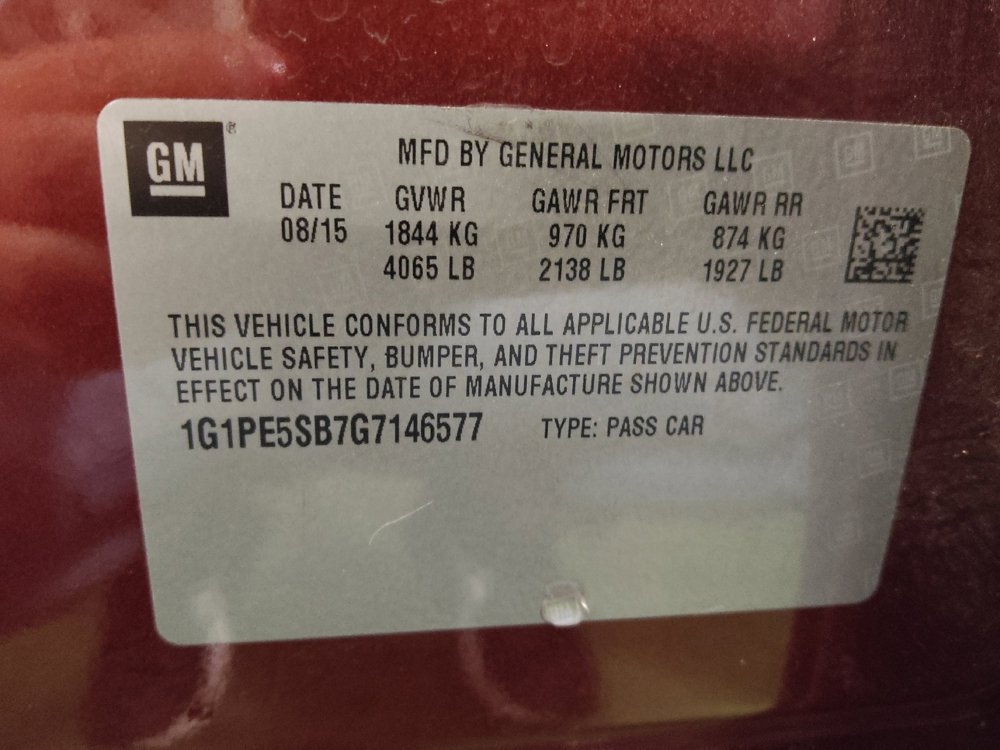 GM
MFD BY GENERAL MOTORS LLC
DATE GVWR GAWR FRT GAWR RR
08/15 1844 KG 970 KG 874 KG
4065 LB 2138 LB 1927 LB
THIS VEHICLE CONFORMS TO ALL APPLICABLE U.S. FEDERAL MOTOR
VEHICLE SAFETY, BUMPER, AND THEFT PREVENTION STANDARDS IN
EFFECT ON THE DATE OF MANUFACTURE SHOWN ABOVE.
1G1PE5SB7G7146577 TYPE: PASS CAR